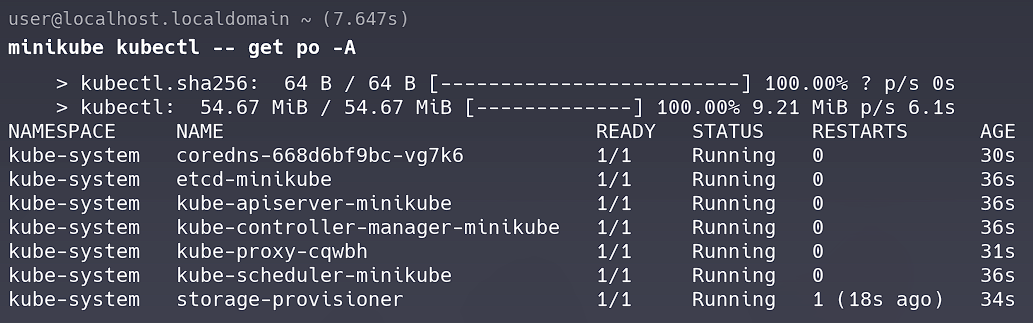 user@localhost.localdomain ~ (7.647s)
minikube kubectl -- get po -A
    > kubectl.sha256:  64 B / 64 B [-------------------------] 100.00% ? p/s 0s
    > kubectl:  54.67 MiB / 54.67 MiB [-------------] 100.00% 9.21 MiB p/s 6.1s
NAMESPACE     NAME                               READY   STATUS    RESTARTS      AGE
kube-system   coredns-668d6bf9bc-vg7k6           1/1     Running   0             30s
kube-system   etcd-minikube                      1/1     Running   0             36s
kube-system   kube-apiserver-minikube            1/1     Running   0             36s
kube-system   kube-controller-manager-minikube   1/1     Running   0             36s
kube-system   kube-proxy-cqwbh                   1/1     Running   0             31s
kube-system   kube-scheduler-minikube            1/1     Running   0             36s
kube-system   storage-provisioner                1/1     Running   1 (18s ago)   34s